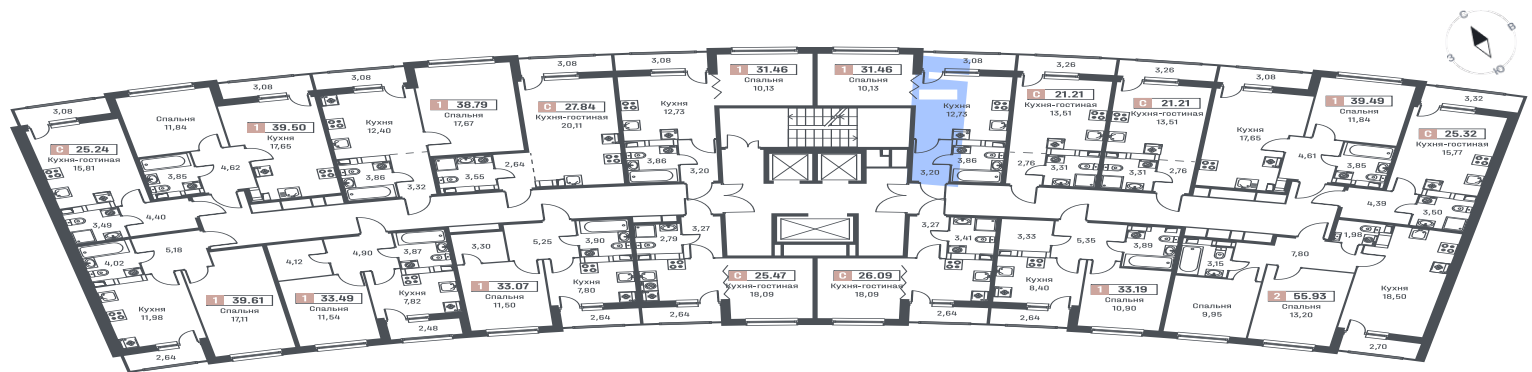 С
В
Ю
З
3,08
С 25.24
Кухня-гостиная
15,81
3,49
4,40
Спальня
11,84
3,85
4,62
3,08
1 39.50
Кухня
17,65
3,08
Кухня
12,40
3,86
3,32
1 38.79
Спальня
17,67
3,55
2,64
3,08
С 27.84
Кухня-гостиная
20,11
3,08
Кухня
12,73
3,86
3,20
1 31.46
Спальня
10,13
1 31.46
Спальня
10,13
3,08
Кухня
12,73
3,86
3,20
3,26
С 21.21
Кухня-гостиная
13,51
2,76
3,31
3,26
С 21.21
Кухня-гостиная
13,51
3,31
2,76
3,08
Кухня
17,65
4,61
1 39.49
Спальня
11,84
3,85
3,32
С 25.32
Кухня-гостиная
15,77
4,39
3,50
4,02
5,18
Кухня
11,98
2,64
1 39.61
Спальня
17,11
4,12
4,90
1 33.49
Спальня
11,54
3,87
Кухня
7,82
2,48
3,30
5,25
1 33.07
Спальня
11,50
3,90
Кухня
7,80
2,64
2,79
3,27
С 25.47
Кухня-гостиная
18,09
2,64
С 26.09
Кухня-гостиная
18,09
3,27
3,41
2,64
3,33
5,35
Кухня
8,40
2,64
1 33.19
Спальня
10,90
3,89
3,15
Спальня
9,95
7,80
2 55.93
Спальня
13,20
1,98
Кухня
18,50
2,70